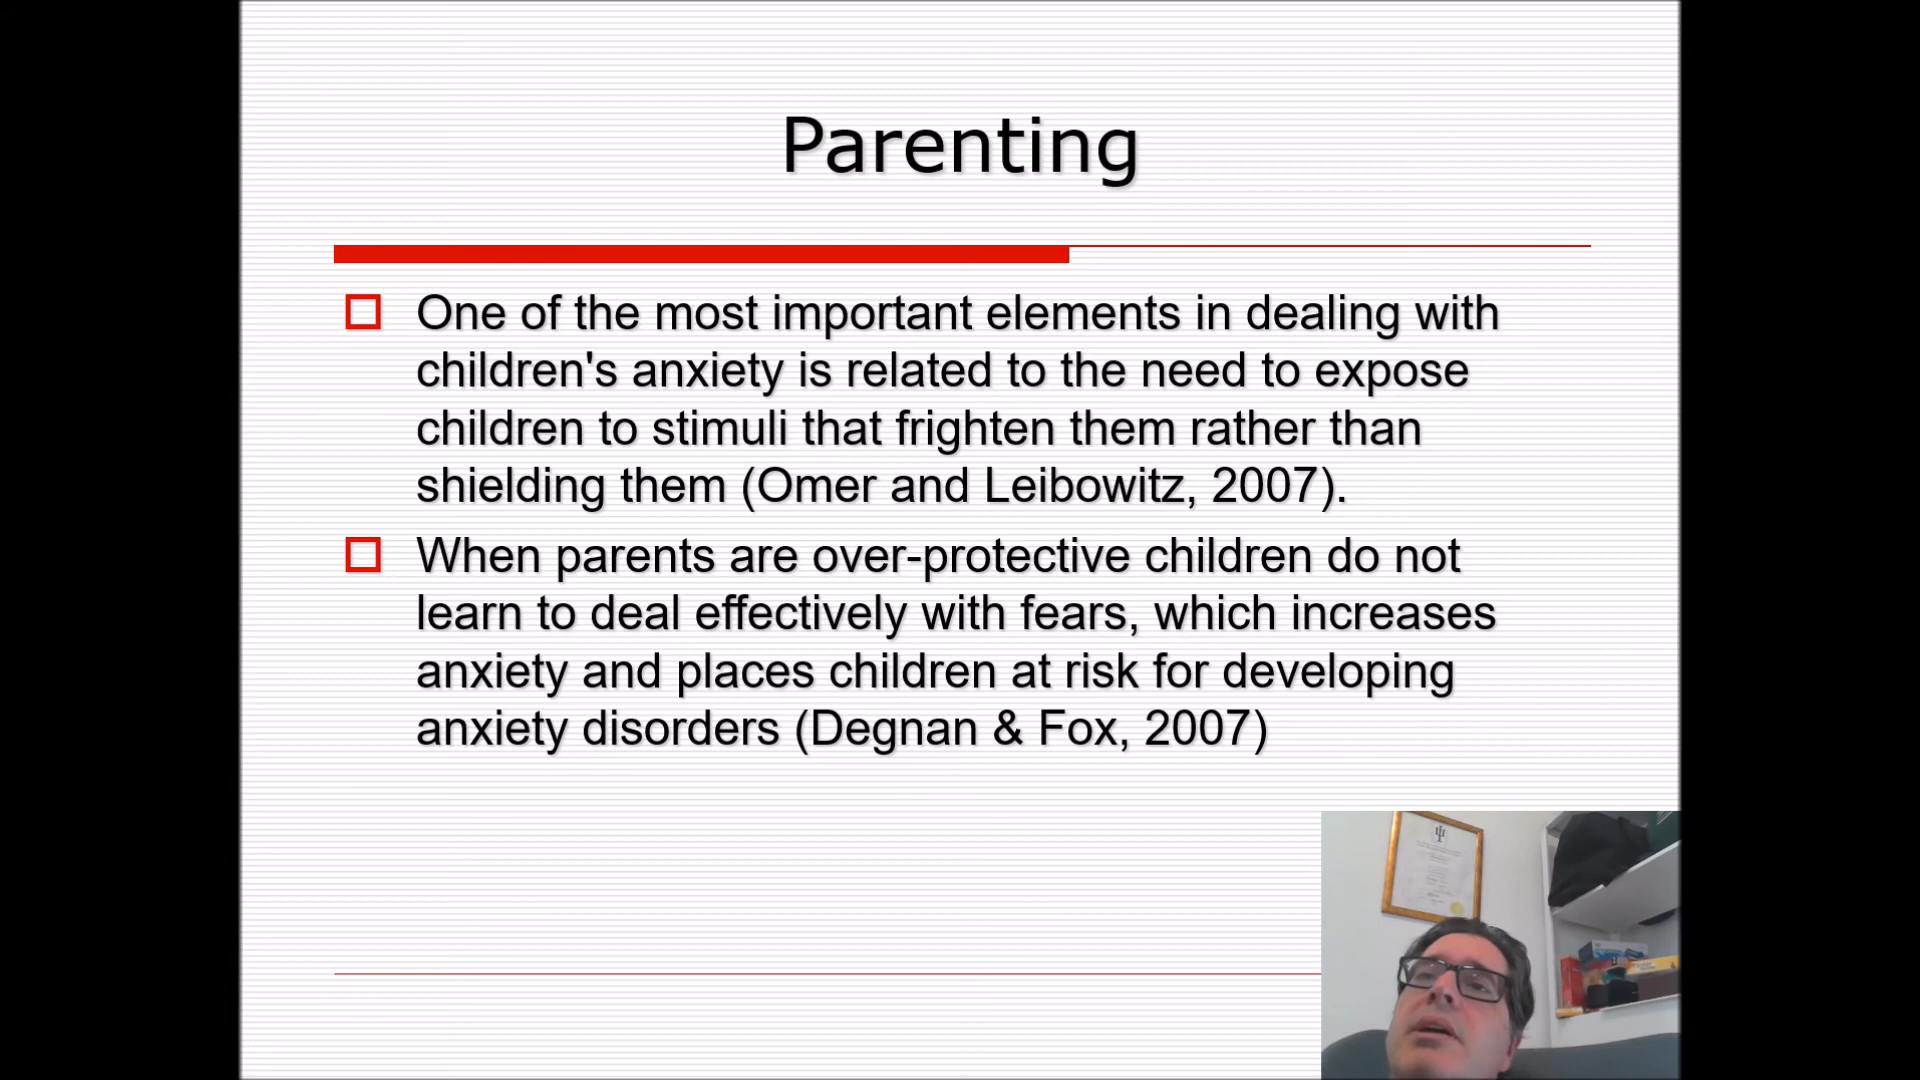 Parenting
One of the most important elements in dealing with
children's anxiety is related to the need to expose
children to stimuli that frighten them rather than
shielding them (Omer and Leibowitz, 2007).
When parents are over-protective children do not
learn to deal effectively with fears, which increases
anxiety and places children at risk for developing
anxiety disorders (Degnan & Fox, 2007)